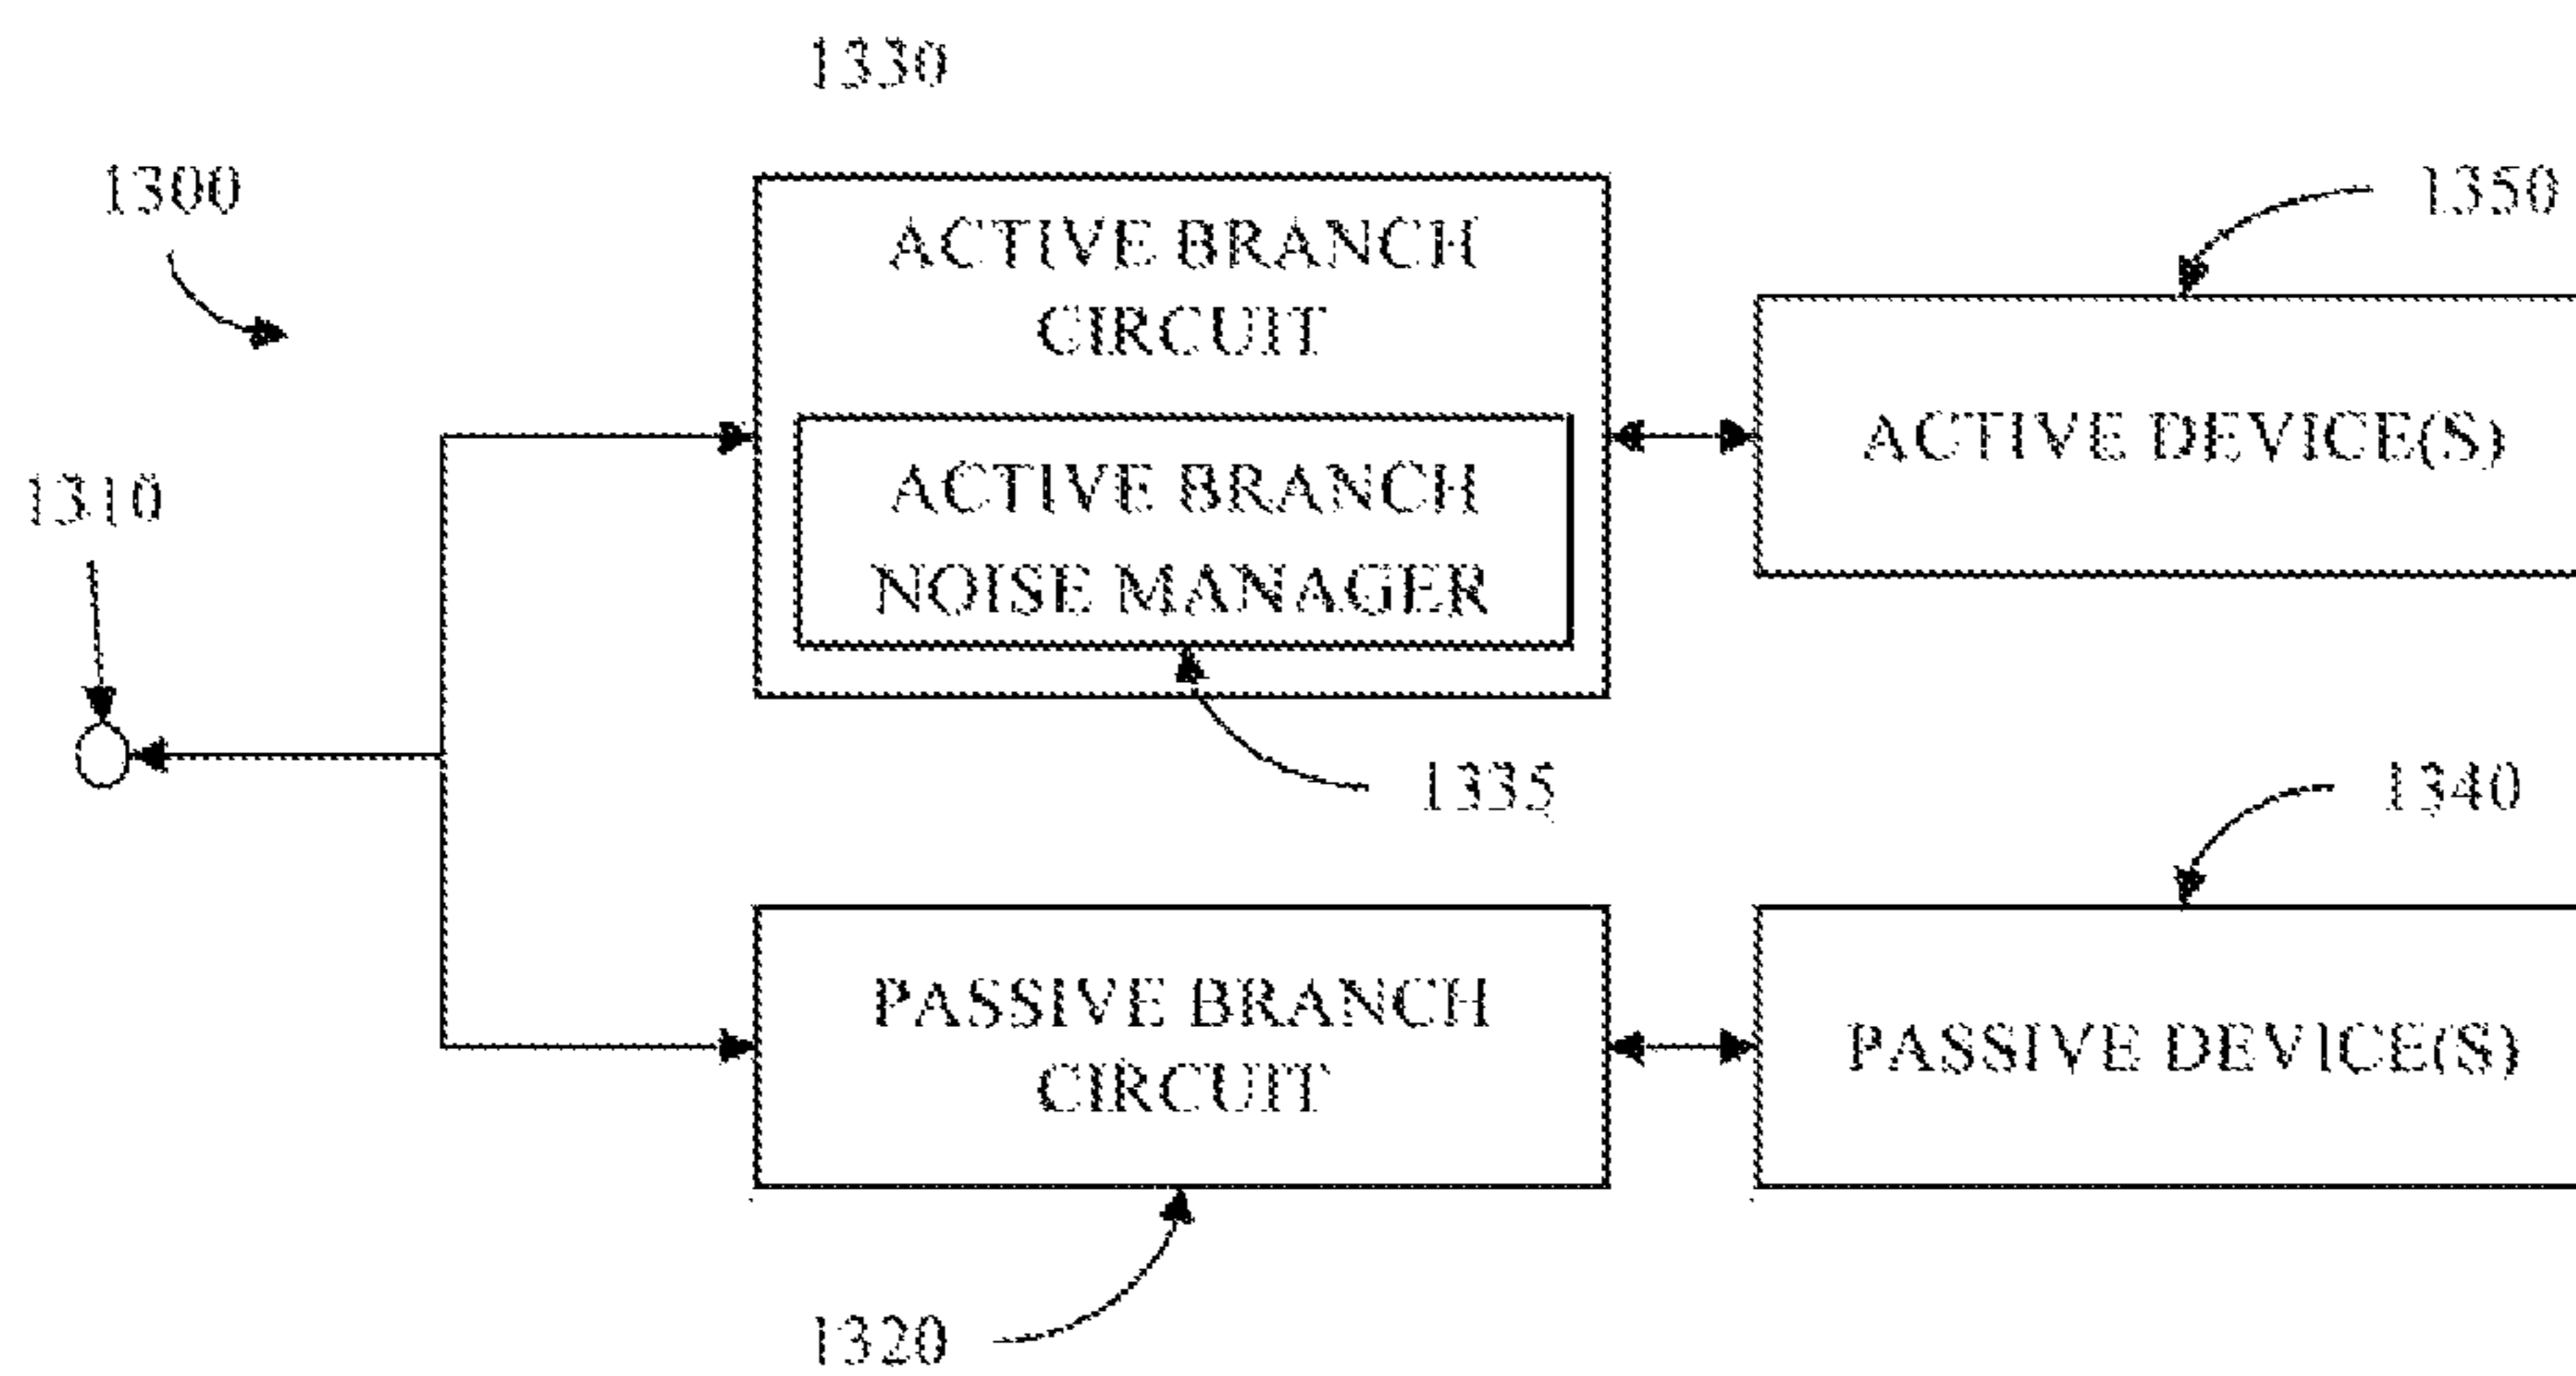 1330
1300
1350
ACTIVE BRANCH
CIRCUIT
ACTIVE DEVICE(S)
ACTIVE BRANCH
NOISE MANAGER
1310
1335
1340
PASSIVE BRANCH
CIRCUIT
PASSIVE DEVICE(S)
1320